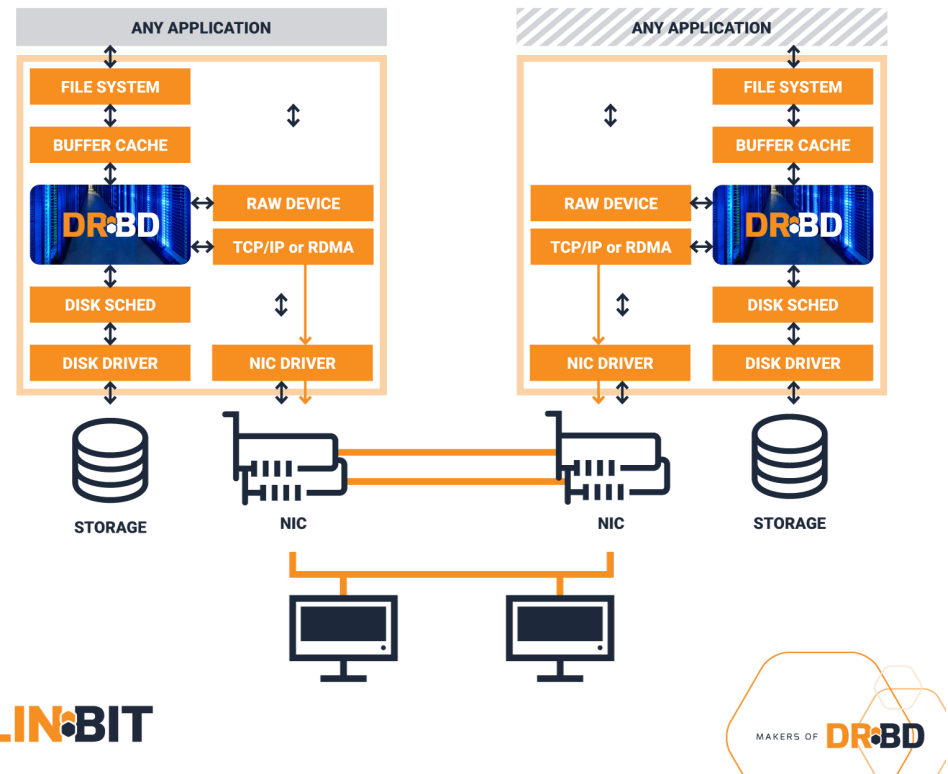 ANY APPLICATION
ANY APPLICATION
FILE SYSTEM
FILE SYSTEM
BUFFER CACHE
BUFFER CACHE
DRBD
RAW DEVICE
RAW DEVICE
DRBD
TCP/IP or RDMA
TCP/IP or RDMA
DISK SCHED
DISK SCHED
DISK DRIVER
NIC DRIVER
NIC DRIVER
DISK DRIVER
STORAGE
NIC
NIC
STORAGE
LINBIT
MAKERS OF DRBD